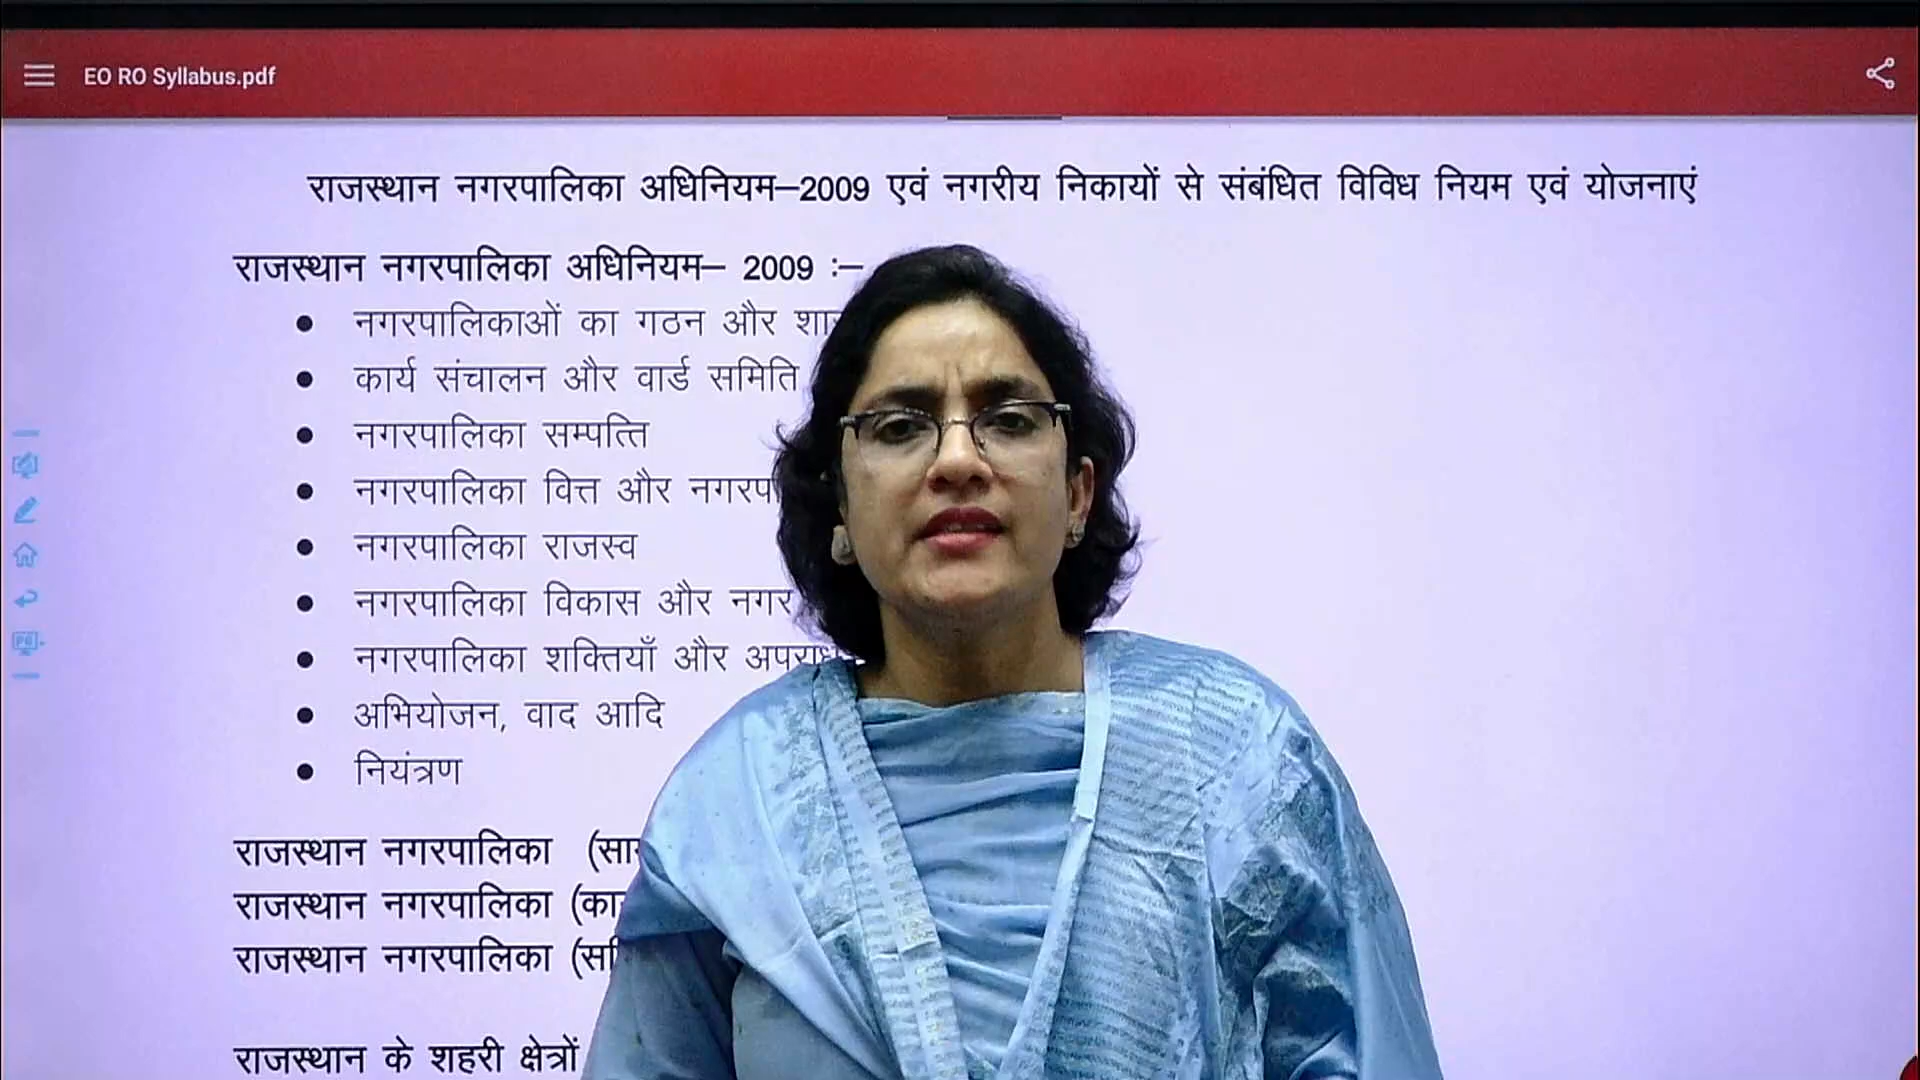 EO RO Syllabus.pdf
राजस्थान नगरपालिका अधिनियम–2009 एवं नगरीय निकायों से संबंधित विविध नियम एवं योजनाएं
राजस्थान नगरपालिका अधिनियम– 2009 :–
• नगरपालिकाओं का गठन और
• कार्य संचालन और वार्ड समिति
• नगरपालिका सम्पत्ति
• नगरपालिका वित्त और
• नगरपालिका राजस्व
• नगरपालिका विकास और नगर
• नगरपालिका शक्तियाँ और अपराध
• अभियोजन, वाद आदि
• नियंत्रण
राजस्थान नगरपालिका
राजस्थान नगरपालिका
राजस्थान नगरपालिका
राजस्थान के शहरी क्षेत्रों